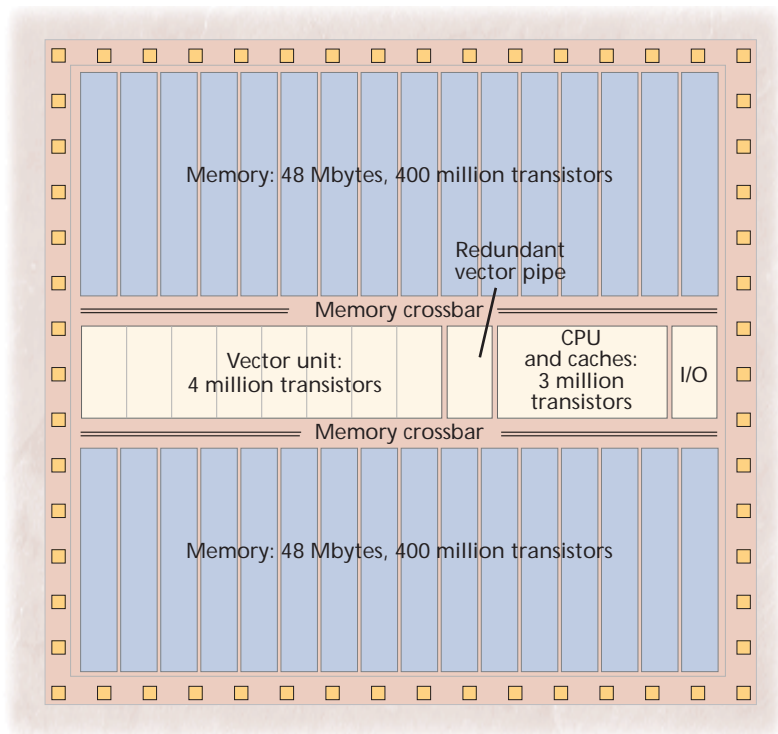 Memory: 48 Mbytes, 400 million transistors
Redundant
vector pipe
Memory crossbar
Vector unit:
4 million transistors
CPU
and caches:
3 million
transistors
I/O
Memory crossbar
Memory: 48 Mbytes, 400 million transistors